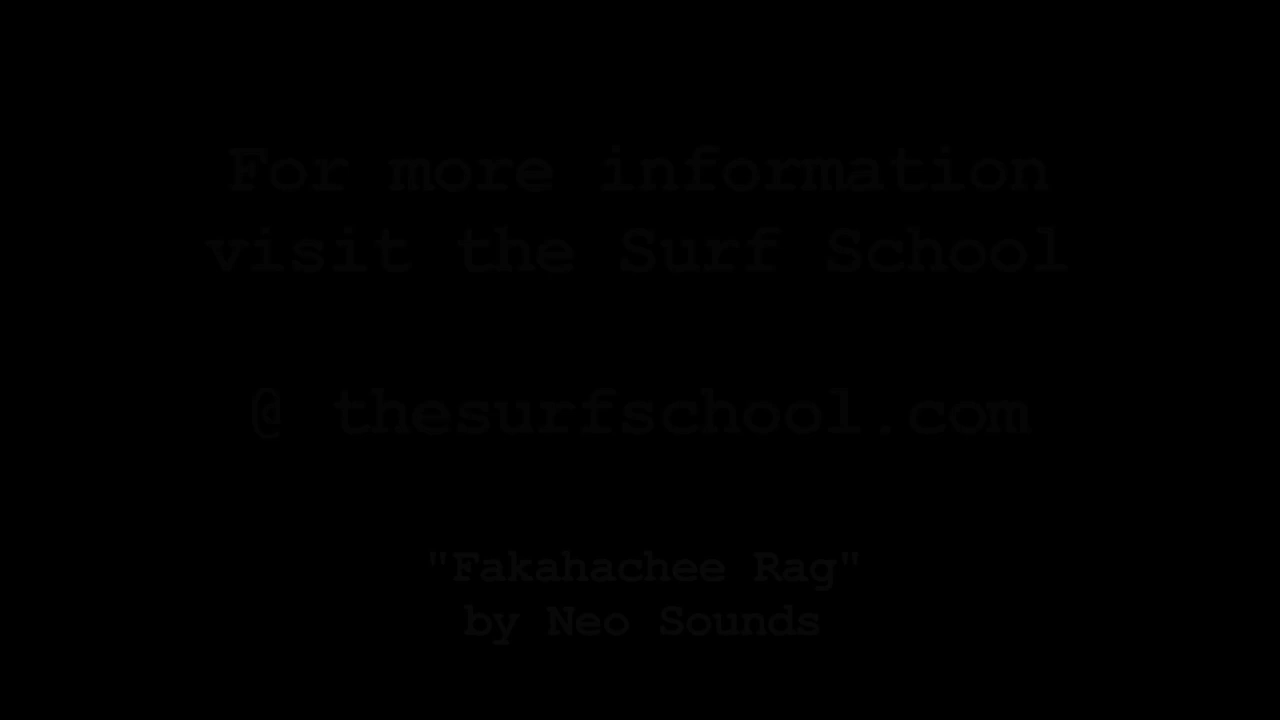 For more information
visit the Surf School
@ thesurfschool.com
"Fakahachee Rag"
by Neo Sounds